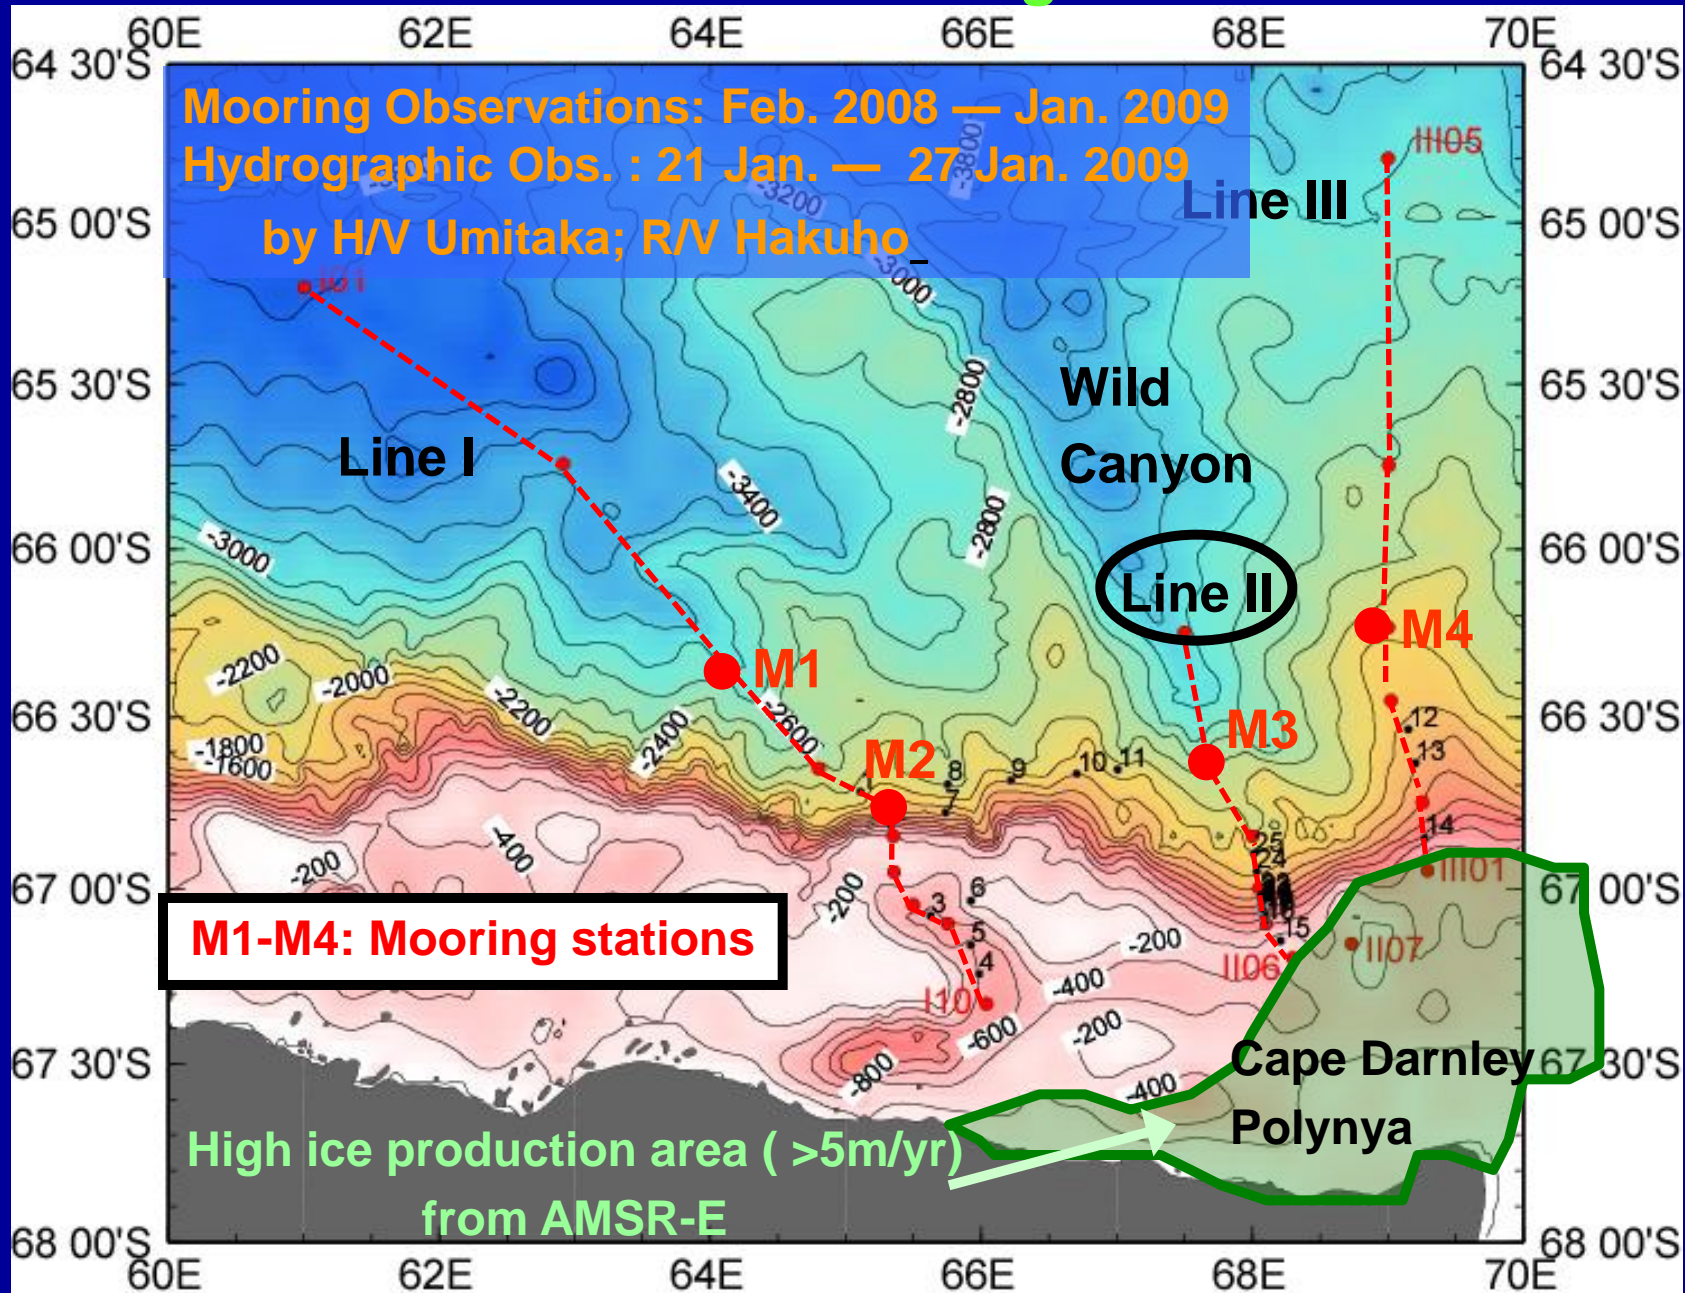 60E 62E 64E 66E 68E 70E
64 30'S 64 30'S
Mooring Observations: Feb. 2008 — Jan. 2009
Hydrographic Obs. : 21 Jan. — 27 Jan. 2009
by H/V Umitaka; R/V Hakuho_
III05
-3800
-3200
Line III
65 00'S 65 00'S
-3000
I01
65 30'S 65 30'S
-2800
Wild
Canyon
Line I
-3400
-2800
66 00'S 66 00'S
-3000
Line II
M4
M1
-2200
-2000
-2200
-2400
-2600
66 30'S 66 30'S
12
M3
M2
-1800
-1600
8 9 10 11
13
7
14
25
24
-400
-200
67 00'S 67 00'S
III01
-200
3 6
15
5
-200
M1-M4: Mooring stations
II07
II06
4
I10
-400
-600
-200
67 30'S 67 30'S
Cape Darnley
-800
-400
Polynya
High ice production area ( >5m/yr)
from AMSR-E
68 00'S 68 00'S
60E 62E 64E 66E 68E 70E